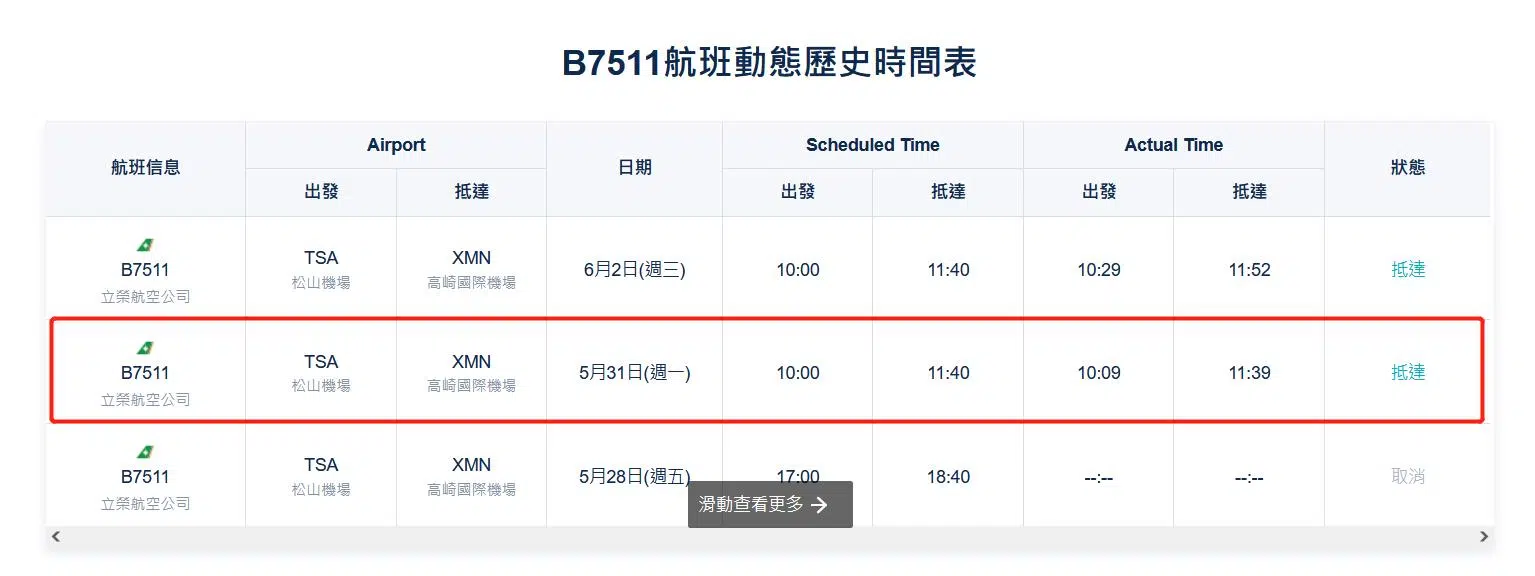 B7511航班動態歷史時間表
航班信息 Airport 日期 Scheduled Time Actual Time 狀態
出發 抵達 出發 抵達 出發 抵達
B7511 TSA XMN 6月2日(週三) 10:00 11:40 10:29 11:52 抵達
立榮航空公司 松山機場 高崎國際機場
B7511 TSA XMN 5月31日(週一) 10:00 11:40 10:09 11:39 抵達
立榮航空公司 松山機場 高崎國際機場
B7511 TSA XMN 5月28日(週五) 17:00 18:40 --:-- --:-- 取消
立榮航空公司 松山機場 高崎國際機場
滑動查看更多 →